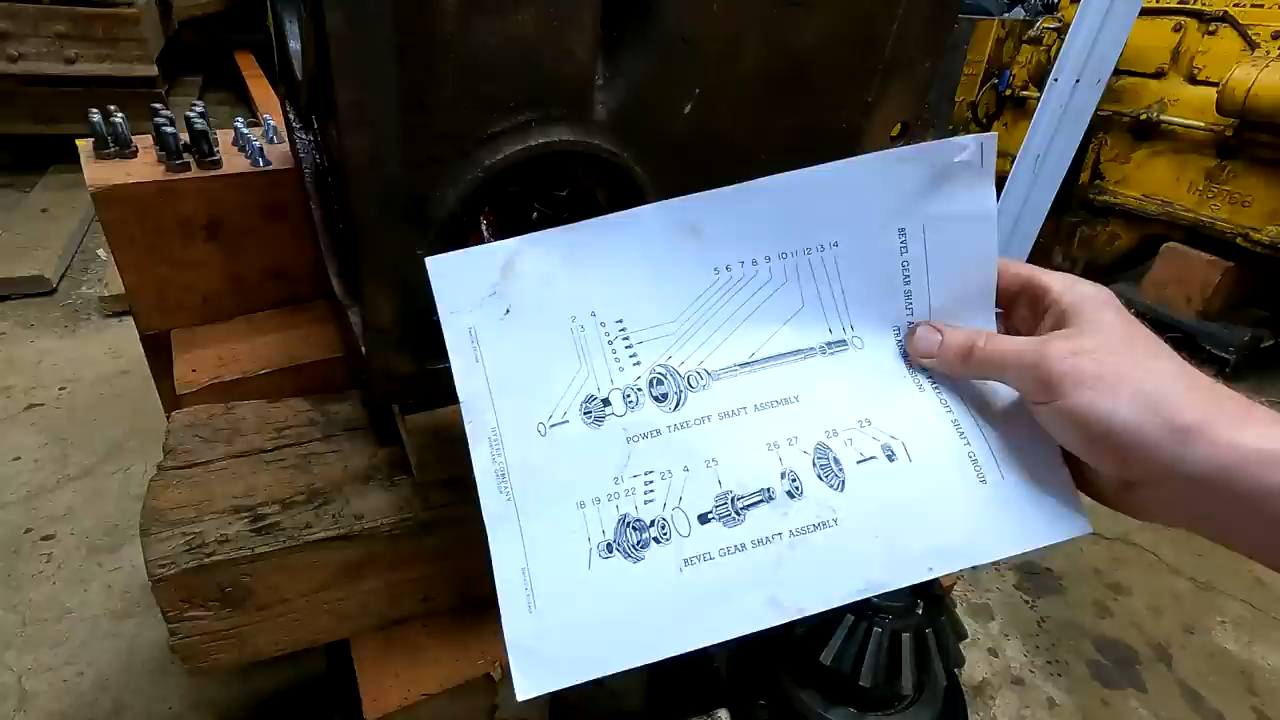 BEVEL GEAR SHAFT
TAKE-OFF SHAFT GROUP
(TRANSMISSION)
5 6 7 8 9 10 11 12 13 14
2 3 4
POWER TAKE-OFF SHAFT ASSEMBLY
18 19 20 21 22 23 4 25 26 27 17 28 29
BEVEL GEAR SHAFT ASSEMBLY
HYSTER COMPANY